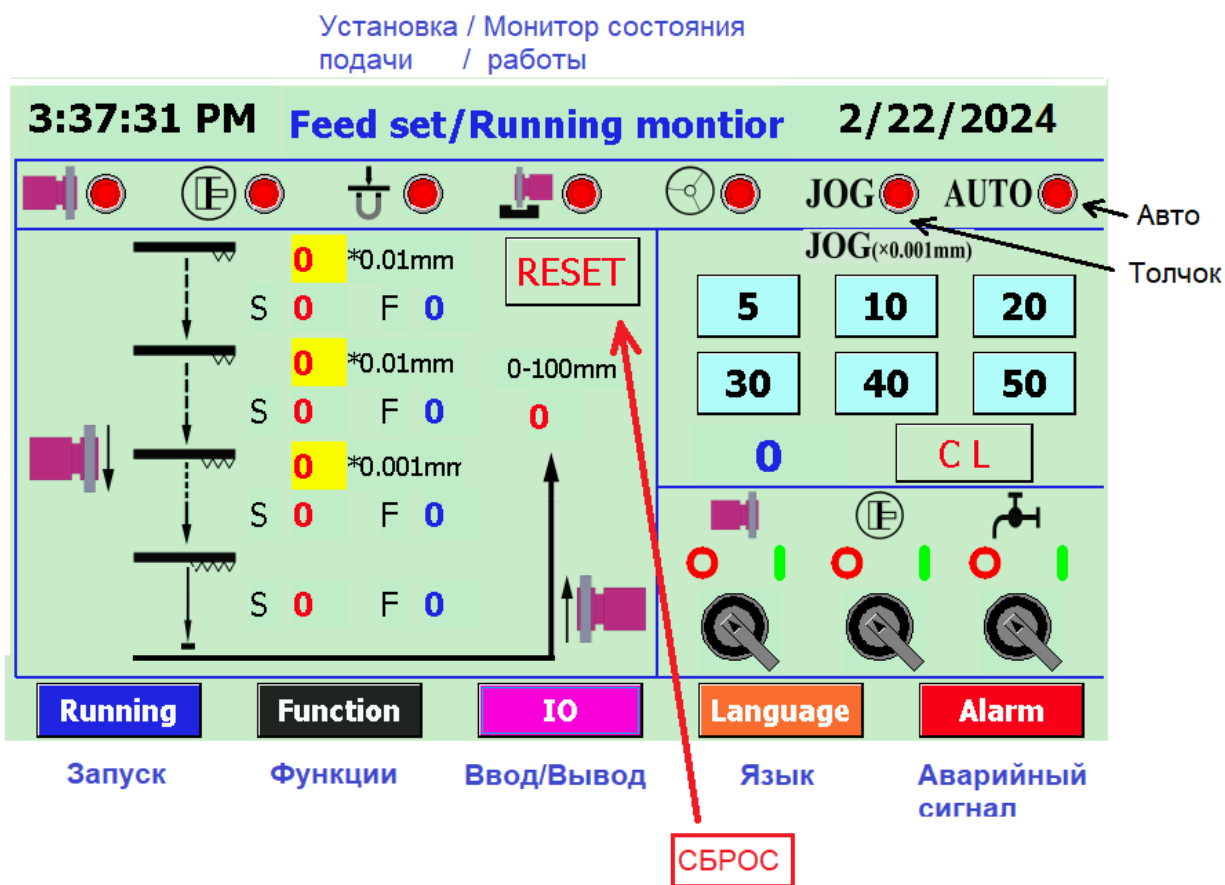 Установка / Монитор состояния
подачи / работы
3:37:31 PM Feed set/Running montior 2/22/2024
JOG AUTO
Авто
Толчок
JOG(×0.001mm)
0 *0.01mm
RESET
S 0 F 0
5 10 20
0 *0.01mm
0-100mm
30 40 50
S 0 F 0
0
0 *0.001mm
0 C L
S 0 F 0
S 0 F 0
Running Function IO Language Alarm
Запуск Функции Ввод/Вывод Язык Аварийный
сигнал
СБРОС